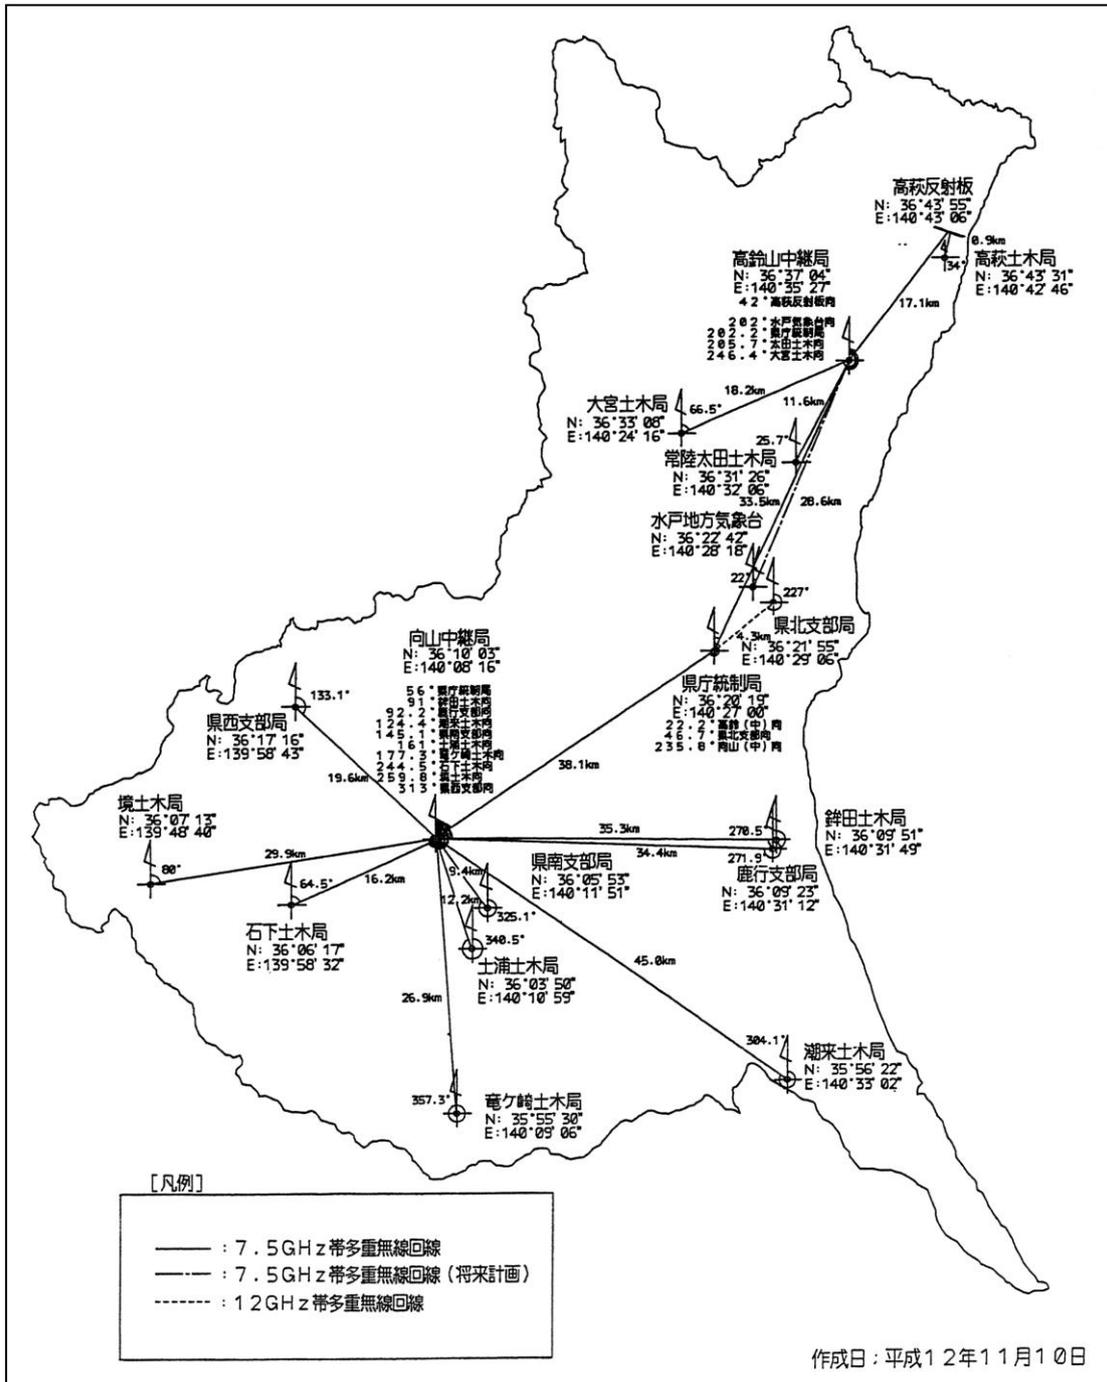 高萩反射板
N: 36°43'55"
E:140°43'06"
0.9km
34°
高萩土木局
N: 36°43'31"
E:140°42'46"
17.1km
高鈴山中継局
N: 36°37'04"
E:140°35'27"
42°高萩反射板向
202°水戸気象台向
202.2°県庁統制局
205.7°太田土木向
246.4°大宮土木向
18.2km
11.6km
大宮土木局
N: 36°33'08"
E:140°24'16"
66.5°
25.7°
常陸太田土木局
N: 36°31'26"
E:140°32'06"
33.5km
28.6km
水戸地方気象台
N: 36°22'42"
E:140°28'18"
22°
227°
4.3km
県北支部局
N: 36°21'55"
E:140°29'06"
県庁統制局
N: 36°20'19"
E:140°27'00"
22.2°高鈴(中)向
46.7°県北支部向
235.8°向山(中)向
向山中継局
N: 36°10'03"
E:140°08'16"
56°県庁統制局
91°鉾田土木向
92.2°鹿行支部向
124.4°潮来土木向
145.1°県南支部向
161°土浦土木向
177.3°竜ケ崎土木向
244.5°石下土木向
259.8°境土木向
313°県西支部向
133.1°
県西支部局
N: 36°17'16"
E:139°58'43"
19.6km
38.1km
境土木局
N: 36°07'13"
E:139°48'40"
80°
29.9km
64.5°
16.2km
石下土木局
N: 36°06'17"
E:139°58'32"
35.3km
270.5°
鉾田土木局
N: 36°09'51"
E:140°31'49"
34.4km
271.9°
鹿行支部局
N: 36°09'23"
E:140°31'12"
9.4km
県南支部局
N: 36°05'53"
E:140°11'51"
325.1°
12.2km
340.5°
土浦土木局
N: 36°03'50"
E:140°10'59"
45.0km
26.9km
304.1°
潮来土木局
N: 35°56'22"
E:140°33'02"
357.3°
竜ケ崎土木局
N: 35°55'30"
E:140°09'06"
[凡例]
:7.5GHz帯多重無線回線
:7.5GHz帯多重無線回線(将来計画)
:12GHz帯多重無線回線
作成日:平成12年11月10日